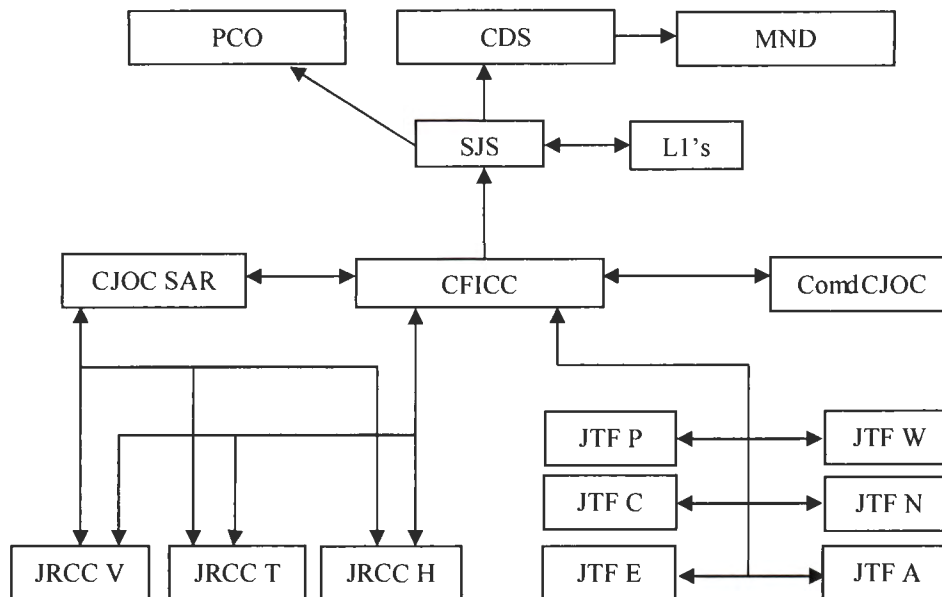 PCO
CDS
MND
SJS
L1's
CJOC SAR
CFICC
ComdCJOC
JTF P
JTF W
JTF C
JTF N
JRCC V
JRCC T
JRCC H
JTF E
JTF A